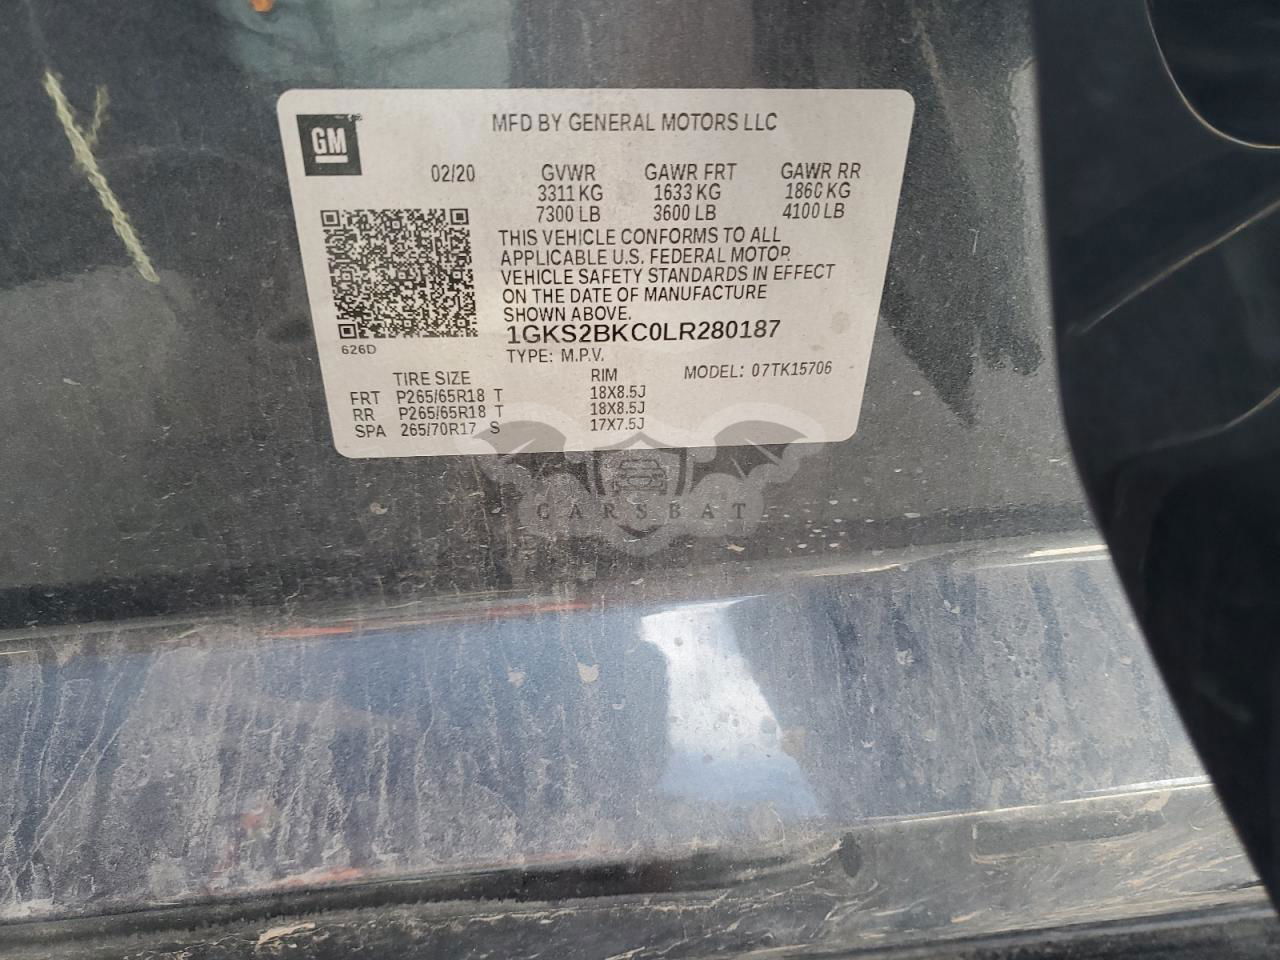 GM
MFD BY GENERAL MOTORS LLC
02/20 GVWR GAWR FRT GAWR RR
3311 KG 1633 KG 1860 KG
7300 LB 3600 LB 4100 LB
THIS VEHICLE CONFORMS TO ALL
APPLICABLE U.S. FEDERAL MOTOR
VEHICLE SAFETY STANDARDS IN EFFECT
ON THE DATE OF MANUFACTURE
SHOWN ABOVE.
626D
1GKS2BKC0LR280187
TYPE: M.P.V.
MODEL: 07TK15706
TIRE SIZE RIM
FRT P265/65R18 T 18X8.5J
RR P265/65R18 T 18X8.5J
SPA 265/70R17 S 17X7.5J
CARSBAT